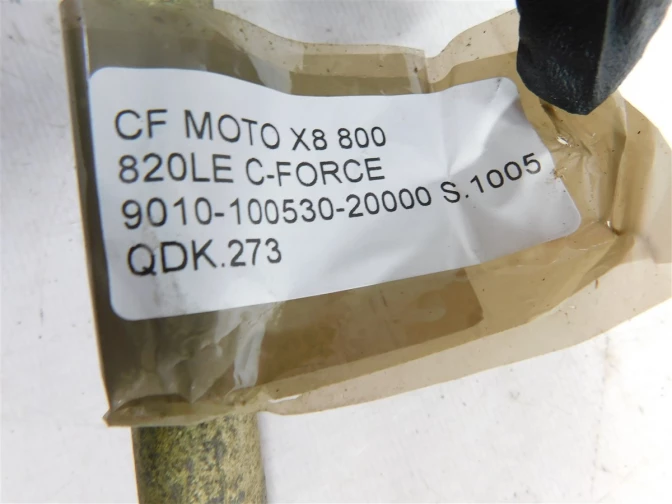 CF MOTO X8 800
820LE C-FORCE
9010-100530-20000 S.1005
QDK.273